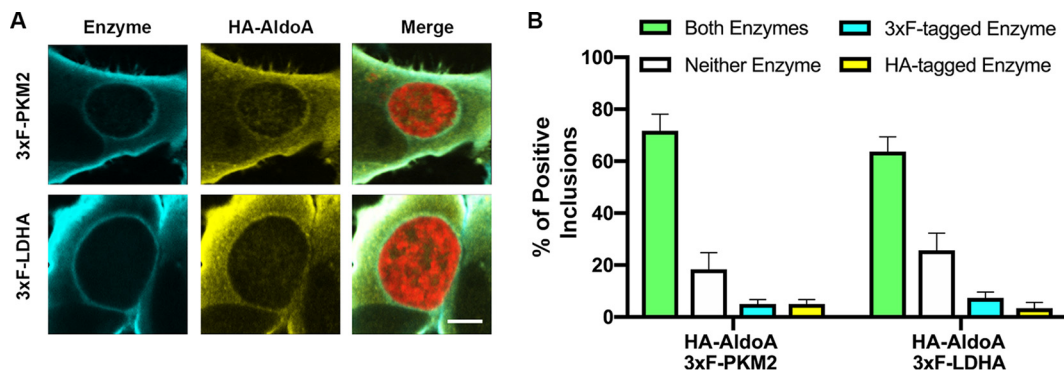 A
Enzyme
HA-AldoA
Merge
3xF-PKM2
3xF-LDHA
B
Both Enzymes
3xF-tagged Enzyme
Neither Enzyme
HA-tagged Enzyme
% of Positive
Inclusions
100
80
60
40
20
0
HA-AldoA
3xF-PKM2
HA-AldoA
3xF-LDHA